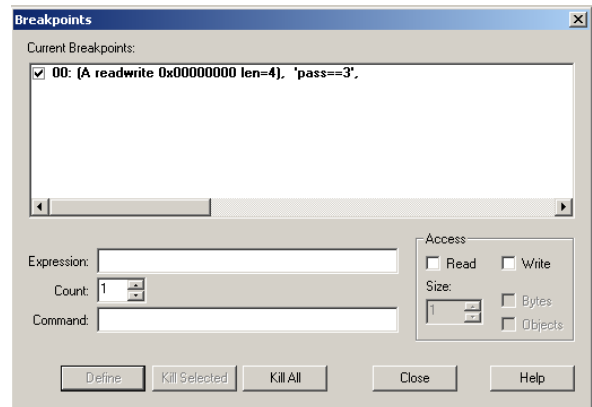 Breakpoints
Current Breakpoints:
00: (A readwrite 0x00000000 len=4), 'pass==3',
Access
Expression:
Read
Write
Count:
1
Size:
1
Bytes
Command:
Objects
Define
Kill Selected
Kill All
Close
Help